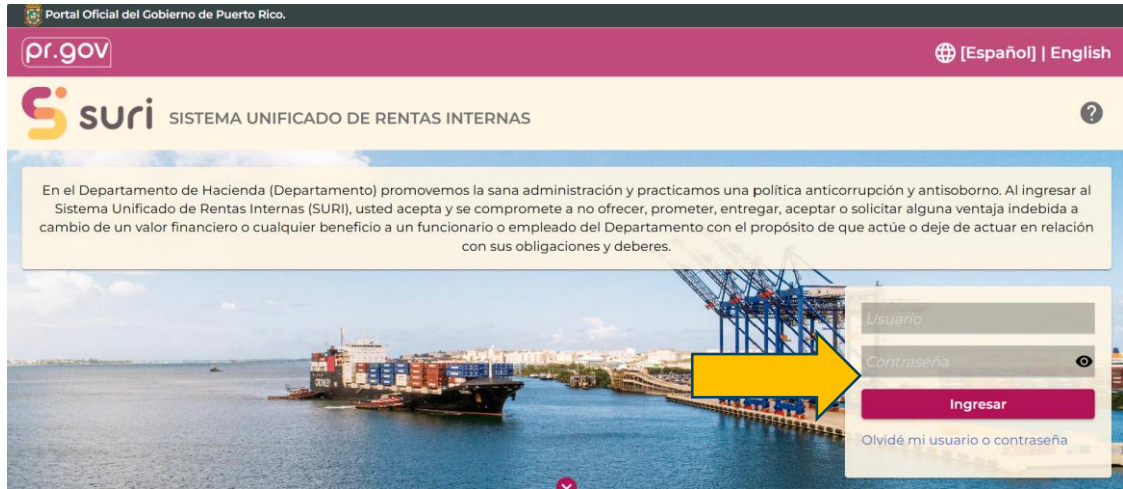 Portal Oficial del Gobierno de Puerto Rico.
pr.gov
[Español] | English
suri SISTEMA UNIFICADO DE RENTAS INTERNAS
?
En el Departamento de Hacienda (Departamento) promovemos la sana administración y practicamos una política anticorrupción y antisoborno. Al ingresar al
Sistema Unificado de Rentas Internas (SURI), usted acepta y se compromete a no ofrecer, prometer, entregar, aceptar o solicitar alguna ventaja indebida a
cambio de un valor financiero o cualquier beneficio a un funcionario o empleado del Departamento con el propósito de que actúe o deje de actuar en relación
con sus obligaciones y deberes.
Usuario
Contraseña
Ingresar
Olvidé mi usuario o contraseña
CROWLEY